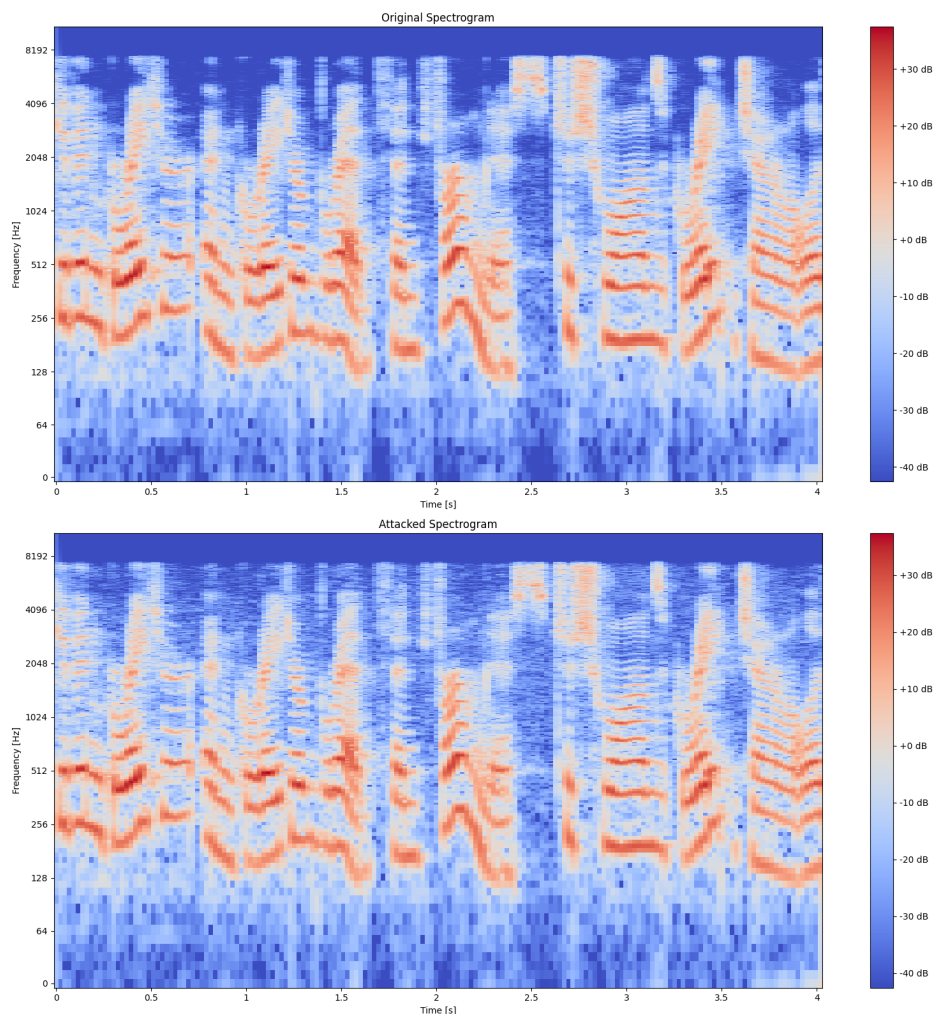 Original Spectrogram
8192
4096
2048
1024
512
256
128
64
0
Frequency [Hz]
0
0.5
1
1.5
2
2.5
3
3.5
4
Time [s]
+30 dB
+20 dB
+10 dB
+0 dB
-10 dB
-20 dB
-30 dB
-40 dB
Attacked Spectrogram
8192
4096
2048
1024
512
256
128
64
0
Frequency [Hz]
0
0.5
1
1.5
2
2.5
3
3.5
4
Time [s]
+30 dB
+20 dB
+10 dB
+0 dB
-10 dB
-20 dB
-30 dB
-40 dB